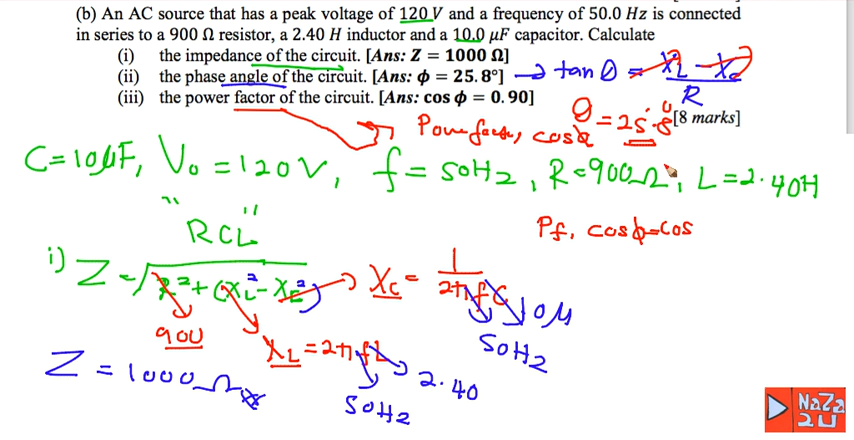 (b) An AC source that has a peak voltage of 120 V and a frequency of 50.0 Hz is connected
in series to a 900 Ω resistor, a 2.40 H inductor and a 10.0 μF capacitor. Calculate
(i) the impedance of the circuit. [Ans: Z = 1000 Ω]
(ii) the phase angle of the circuit. [Ans: ϕ = 25.8°] → tan θ = XL - Xc / R
(iii) the power factor of the circuit. [Ans: cos ϕ = 0.90]
θ = 25.8°
[8 marks]
Power factor, cos
C = 10μF, V₀ = 120V, f = 50Hz, R = 900Ω, L = 2.40H
"RCL"
Pf, cos ϕ = cos
i) Z = √R² + (XL² - Xc²) → Xc = 1 / 2πfC
10μ
50Hz
900
XL = 2πfL
2.40
50Hz
Z = 1000Ω
NaZa
2U